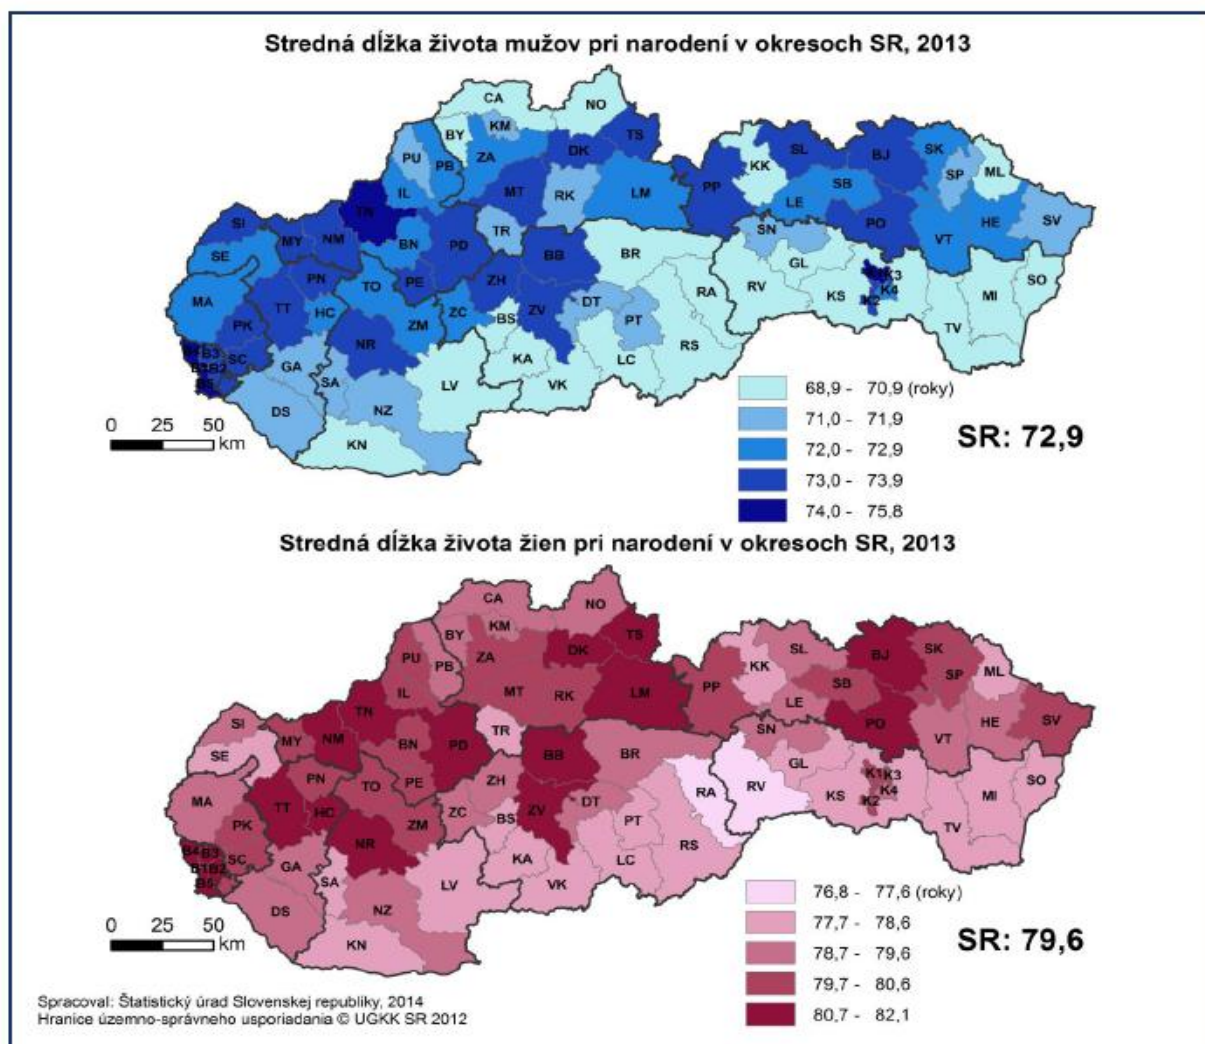 Stredná dĺžka života mužov pri narodení v okresoch SR, 2013
CA
NO
BY
KM
TS
PU
PB
ZA
DK
KK
SL
BJ
SK
SP
ML
IL
MT
RK
LM
PP
LE
SB
TN
SI
MY
NM
BN
PD
TR
SN
PO
VT
HE
SV
SE
PN
PE
ZH
BB
BR
GL
MA
TT
HC
TO
ZM
ZC
ZV
DT
RA
RV
KS
K3
K4
K2
MI
SO
PK
NR
BS
PT
TV
B3
SC
GA
SA
KA
LC
RS
B1
B2
B5
DS
NZ
LV
VK
KN
0 25 50
km
68,9 - 70,9 (roky)
71,0 - 71,9
72,0 - 72,9
73,0 - 73,9
74,0 - 75,8
SR: 72,9
Stredná dĺžka života žien pri narodení v okresoch SR, 2013
CA
NO
BY
KM
TS
PU
PB
ZA
DK
KK
SL
BJ
SK
SP
ML
IL
MT
RK
LM
PP
LE
SB
TN
SI
MY
NM
BN
PD
TR
SN
PO
VT
HE
SV
SE
PN
PE
ZH
BB
BR
GL
MA
TT
HC
TO
ZM
ZC
ZV
DT
RA
RV
KS
K1
K3
K4
K2
MI
SO
PK
NR
BS
PT
TV
B4
B3
SC
GA
SA
KA
LC
RS
B1
B2
B5
DS
NZ
LV
VK
KN
0 25 50
km
76,8 - 77,6 (roky)
77,7 - 78,6
78,7 - 79,6
79,7 - 80,6
80,7 - 82,1
SR: 79,6
Spracoval: Štatistický úrad Slovenskej republiky, 2014
Hranice územno-správneho usporiadania © UGKK SR 2012